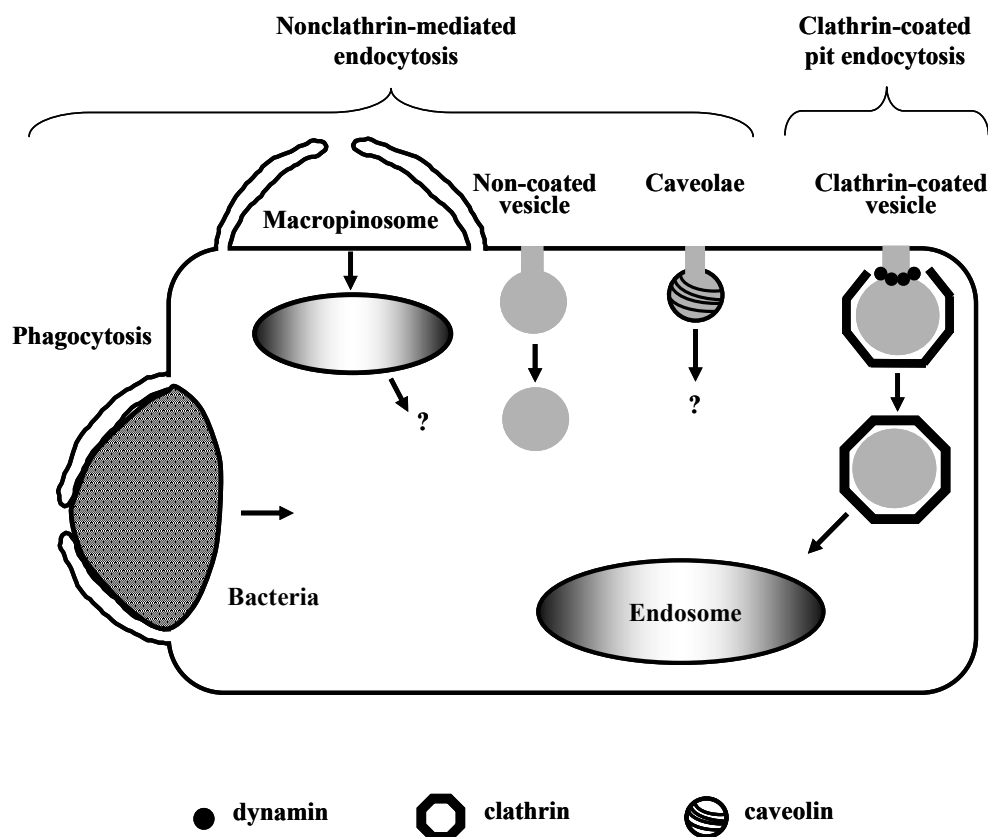 Nonclathrin-mediated
endocytosis
Clathrin-coated
pit endocytosis
Non-coated
vesicle
Caveolae
Clathrin-coated
vesicle
Macropinosome
Phagocytosis
?
?
Bacteria
Endosome
dynamin
clathrin
caveolin